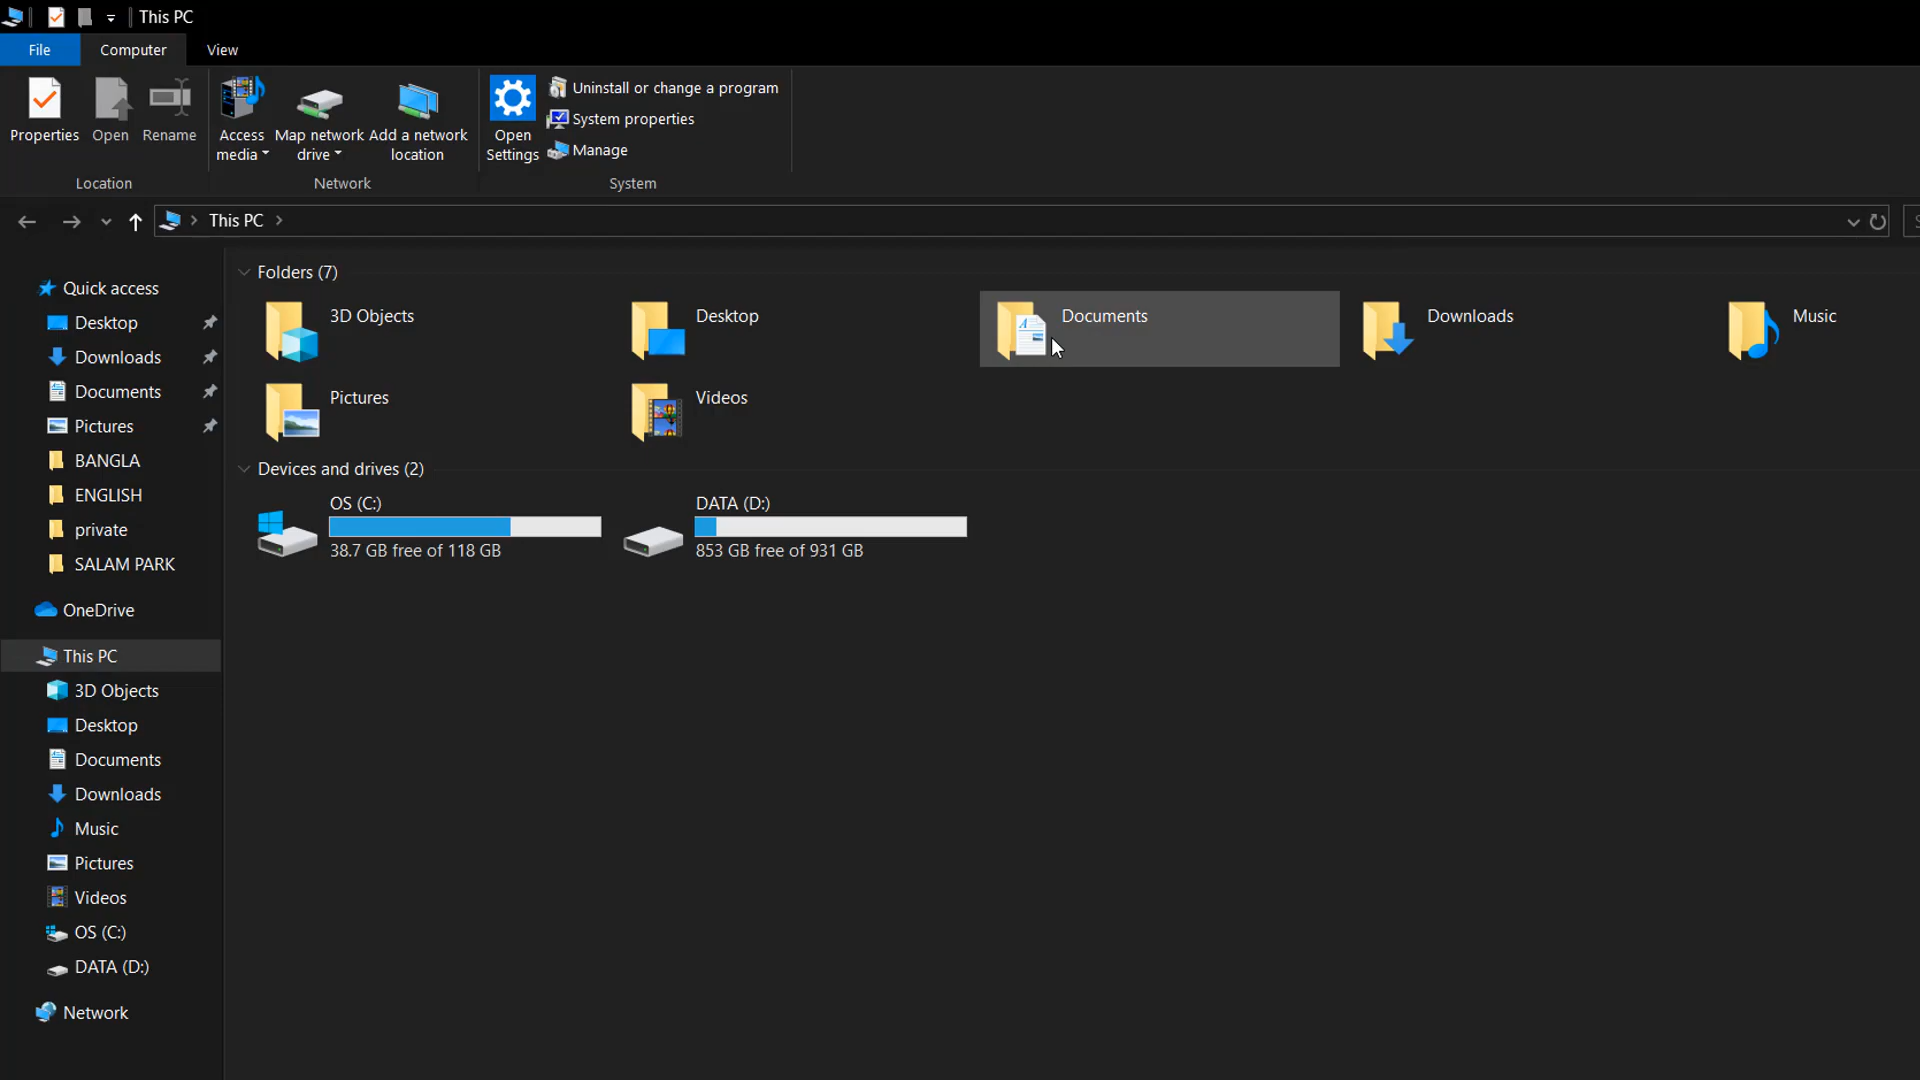 This PC
File
Computer
View
Properties
Open
Rename
Access
media
Map network
drive
Add a network
location
Open
Settings
Uninstall or change a program
System properties
Manage
Location
Network
System
This PC
Quick access
Desktop
Downloads
Documents
Pictures
BANGLA
ENGLISH
private
SALAM PARK
OneDrive
This PC
3D Objects
Desktop
Documents
Downloads
Music
Pictures
Videos
OS (C:)
DATA (D:)
Network
Folders (7)
3D Objects
Desktop
Documents
Downloads
Music
Pictures
Videos
Devices and drives (2)
OS (C:)
38.7 GB free of 118 GB
DATA (D:)
853 GB free of 931 GB